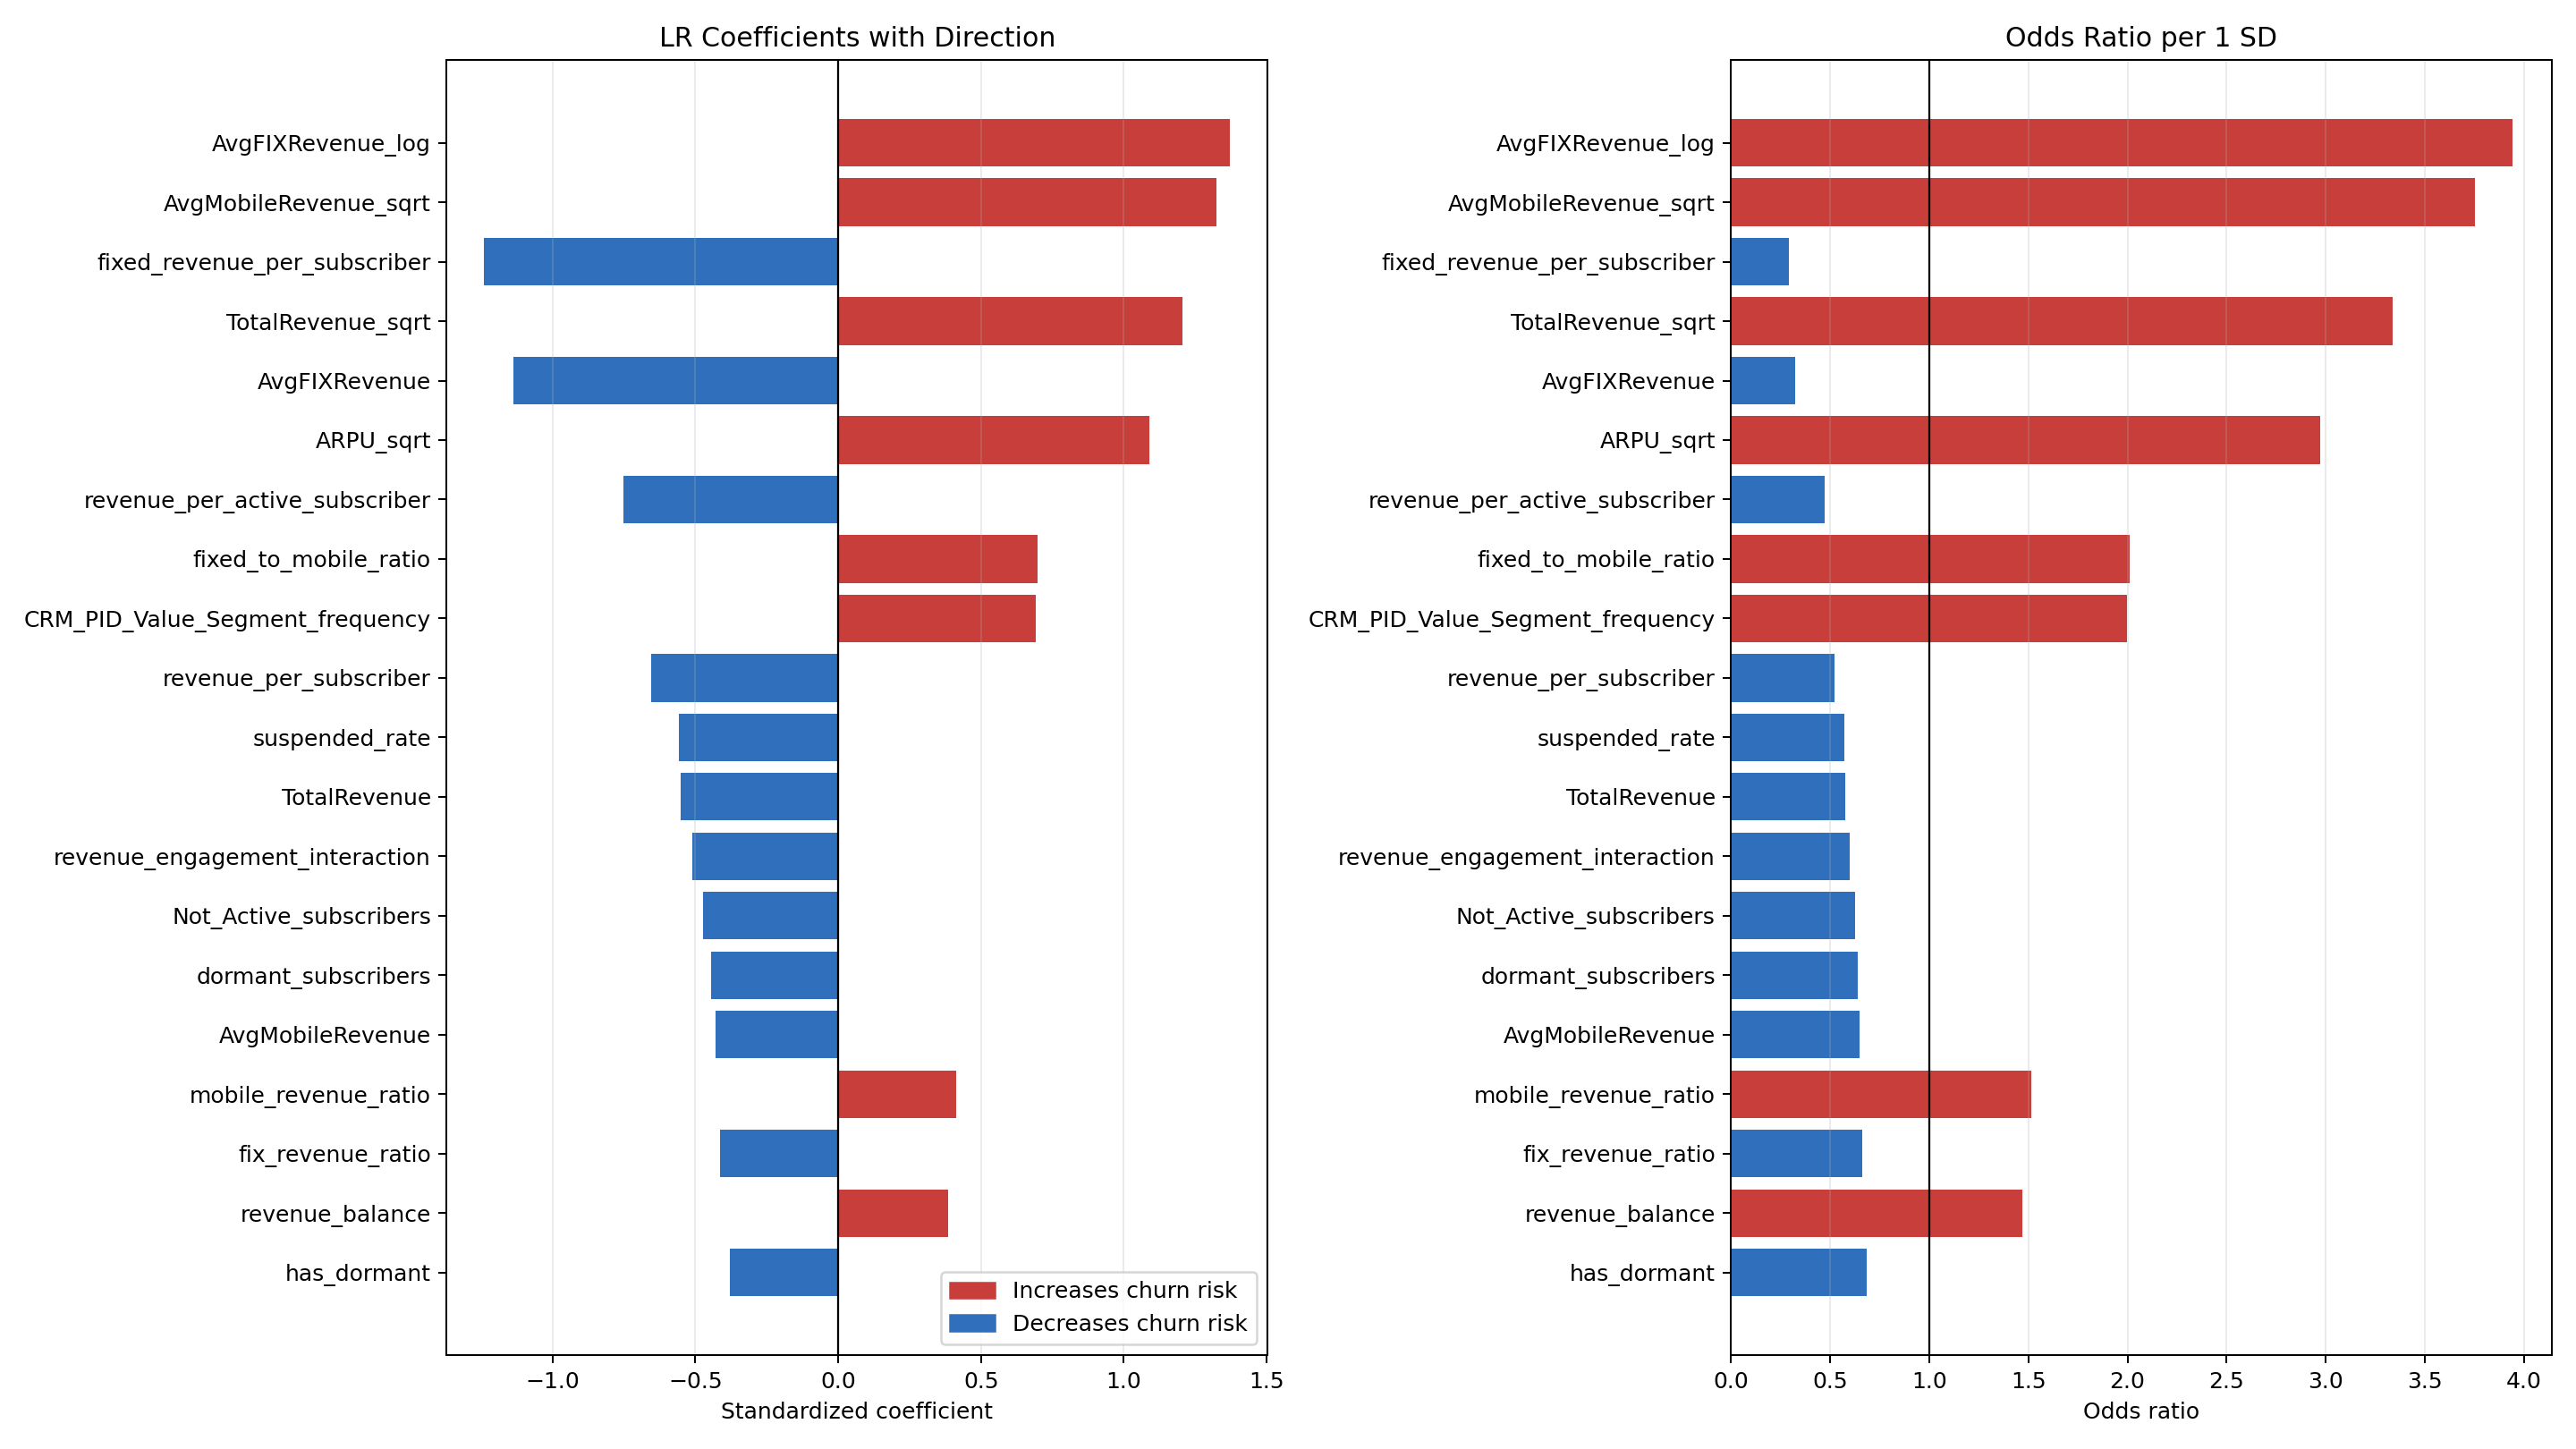 LR Coefficients with Direction
AvgFIXRevenue_log
AvgMobileRevenue_sqrt
fixed_revenue_per_subscriber
TotalRevenue_sqrt
AvgFIXRevenue
ARPU_sqrt
revenue_per_active_subscriber
fixed_to_mobile_ratio
CRM_PID_Value_Segment_frequency
revenue_per_subscriber
suspended_rate
TotalRevenue
revenue_engagement_interaction
Not_Active_subscribers
dormant_subscribers
AvgMobileRevenue
mobile_revenue_ratio
fix_revenue_ratio
revenue_balance
has_dormant
Increases churn risk
Decreases churn risk
−1.0 −0.5 0.0 0.5 1.0 1.5
Standardized coefficient
Odds Ratio per 1 SD
AvgFIXRevenue_log
AvgMobileRevenue_sqrt
fixed_revenue_per_subscriber
TotalRevenue_sqrt
AvgFIXRevenue
ARPU_sqrt
revenue_per_active_subscriber
fixed_to_mobile_ratio
CRM_PID_Value_Segment_frequency
revenue_per_subscriber
suspended_rate
TotalRevenue
revenue_engagement_interaction
Not_Active_subscribers
dormant_subscribers
AvgMobileRevenue
mobile_revenue_ratio
fix_revenue_ratio
revenue_balance
has_dormant
0.0 0.5 1.0 1.5 2.0 2.5 3.0 3.5 4.0
Odds ratio